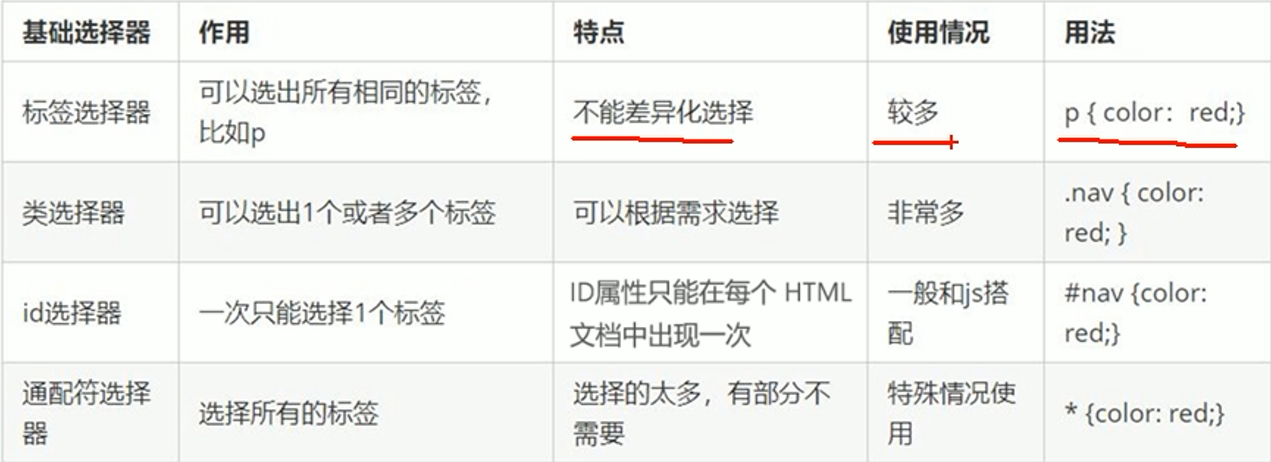 基础选择器 作用 特点 使用情况 用法
标签选择器 可以选出所有相同的标签，
比如p 不能差异化选择 较多 p { color：red;}
类选择器 可以选出1个或者多个标签 可以根据需求选择 非常多 .nav { color:
red; }
id选择器 一次只能选择1个标签 ID属性只能在每个 HTML
文档中出现一次 一般和js搭
配 #nav {color:
red;}
通配符选择
器 选择所有的标签 选择的太多，有部分不
需要 特殊情况使
用 * {color: red;}